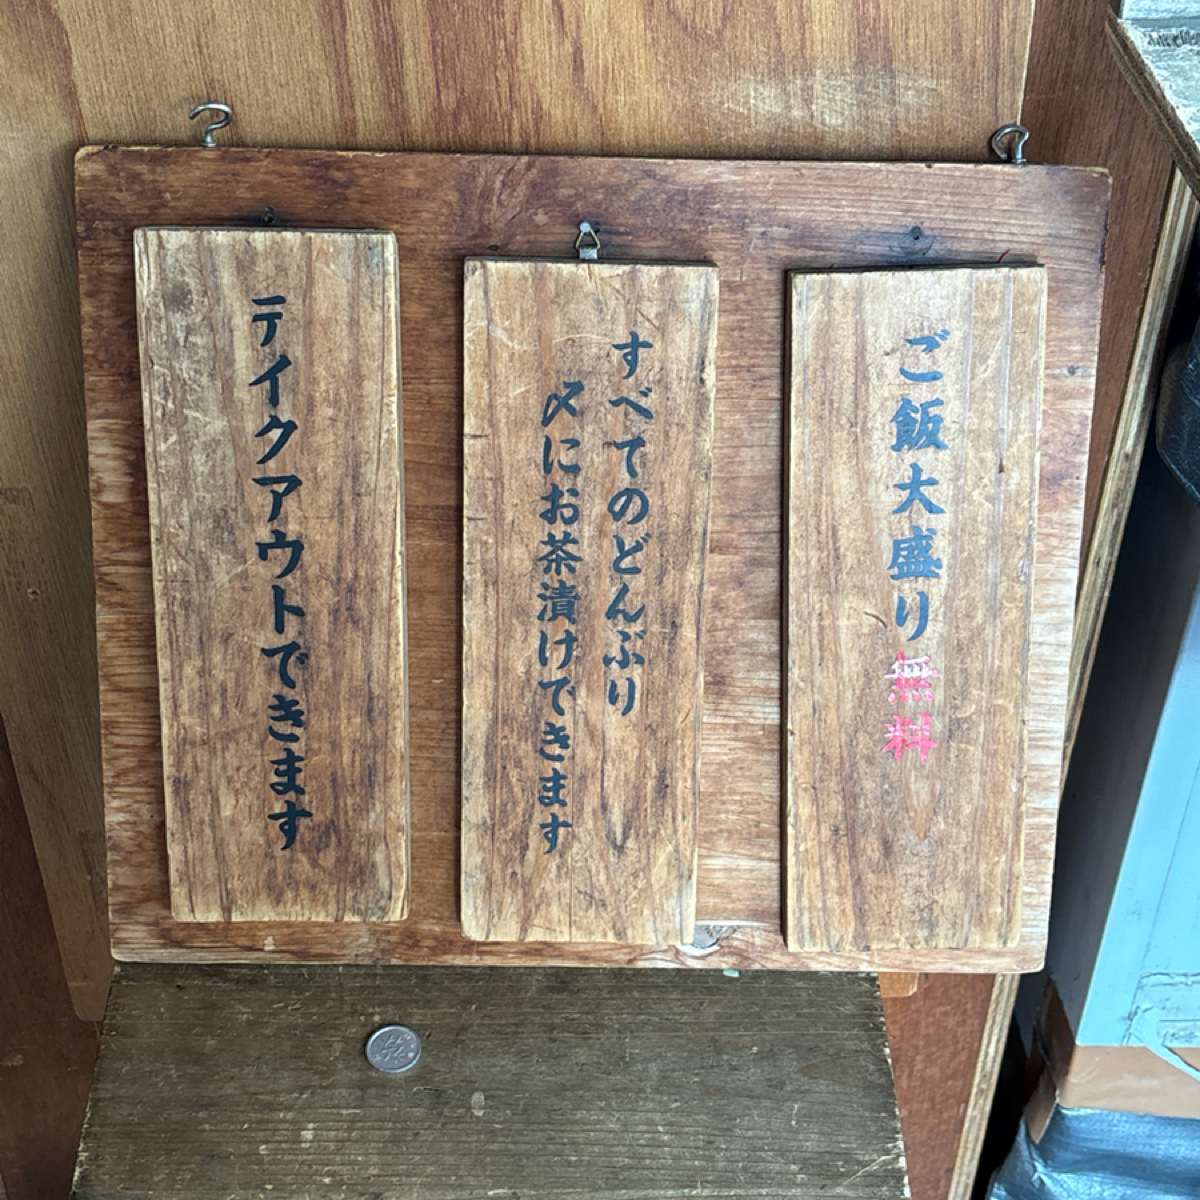 ご飯大盛り無料
すべてのどんぶり
〆にお茶漬けできます
テイクアウトできます